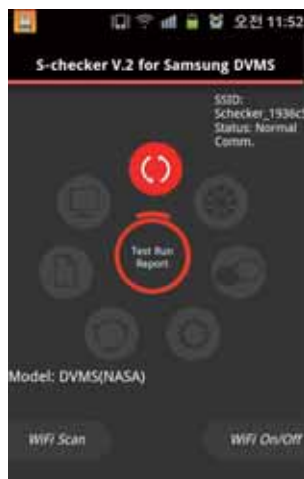 오전 11:52
S-checker V.2 for Samsung DVMS
SSID:
Schecker_1936c5
Status: Normal
Comm.
Test Run
Report
Model: DVMS(NASA)
WiFi Scan
WiFi On/Off